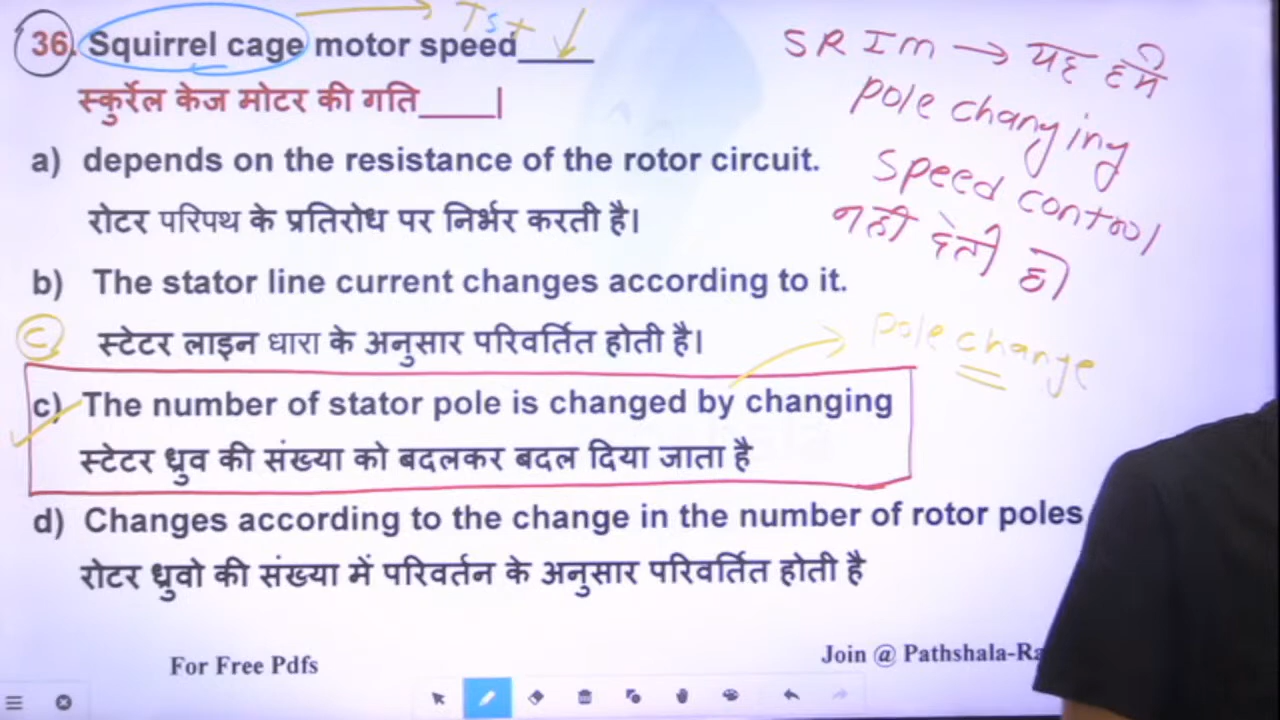 36. Squirrel cage motor speed____
Tst ↓
स्कुर्रेल केज मोटर की गति____|
a) depends on the resistance of the rotor circuit.
रोटर परिपथ के प्रतिरोध पर निर्भर करती है।
b) The stator line current changes according to it.
स्टेटर लाइन धारा के अनुसार परिवर्तित होती है।
c
c) The number of stator pole is changed by changing
स्टेटर ध्रुव की संख्या को बदलकर बदल दिया जाता है
d) Changes according to the change in the number of rotor poles
रोटर ध्रुवो की संख्या में परिवर्तन के अनुसार परिवर्तित होती है
SRIM → यह हमे
pole changing
speed control
नही देती है
pole change
For Free Pdfs
Join @ Pathshala-Ra